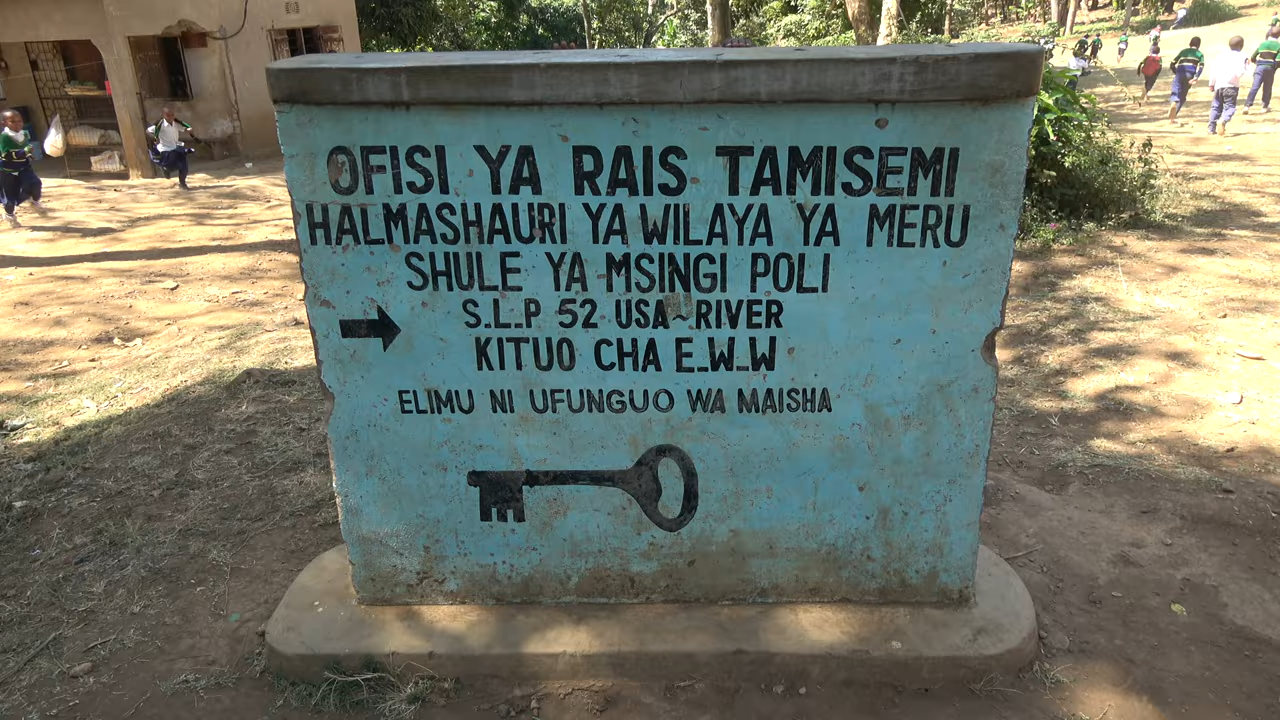 OFISI YA RAIS TAMISEMI
HALMASHAURI YA WILAYA YA MERU
SHULE YA MSINGI POLI
S.L.P 52 USA~RIVER
KITUO CHA E.W.W
ELIMU NI UFUNGUO WA MAISHA